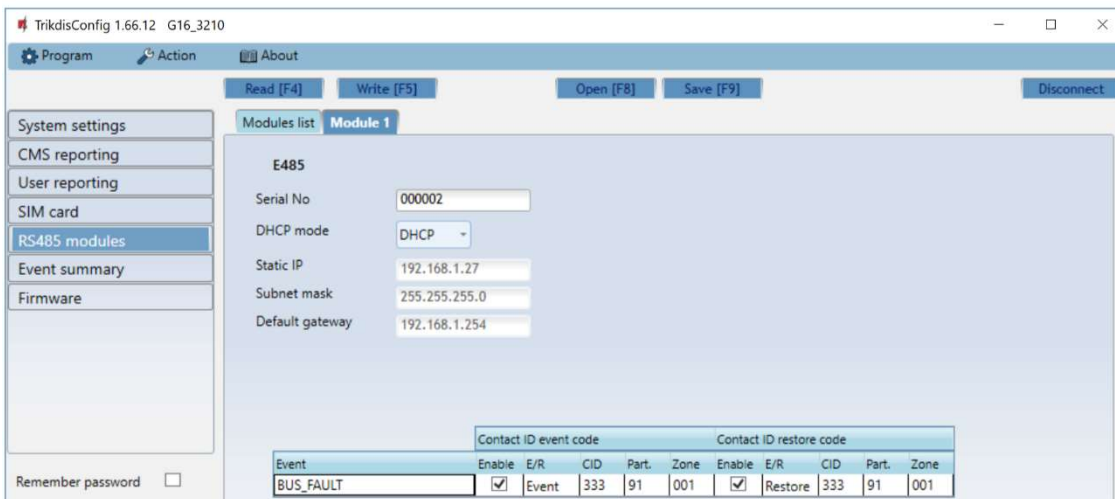 TrikdisConfig 1.66.12 G16_3210
Program Action About
Read [F4] Write [F5] Open [F8] Save [F9] Disconnect
System settings
CMS reporting
User reporting
SIM card
RS485 modules
Event summary
Firmware
Remember password
Modules list Module 1
E485
Serial No 000002
DHCP mode DHCP
Static IP 192.168.1.27
Subnet mask 255.255.255.0
Default gateway 192.168.1.254
Contact ID event code Contact ID restore code
Event Enable E/R CID Part. Zone Enable E/R CID Part. Zone
BUS_FAULT Event 333 91 001 Restore 333 91 001